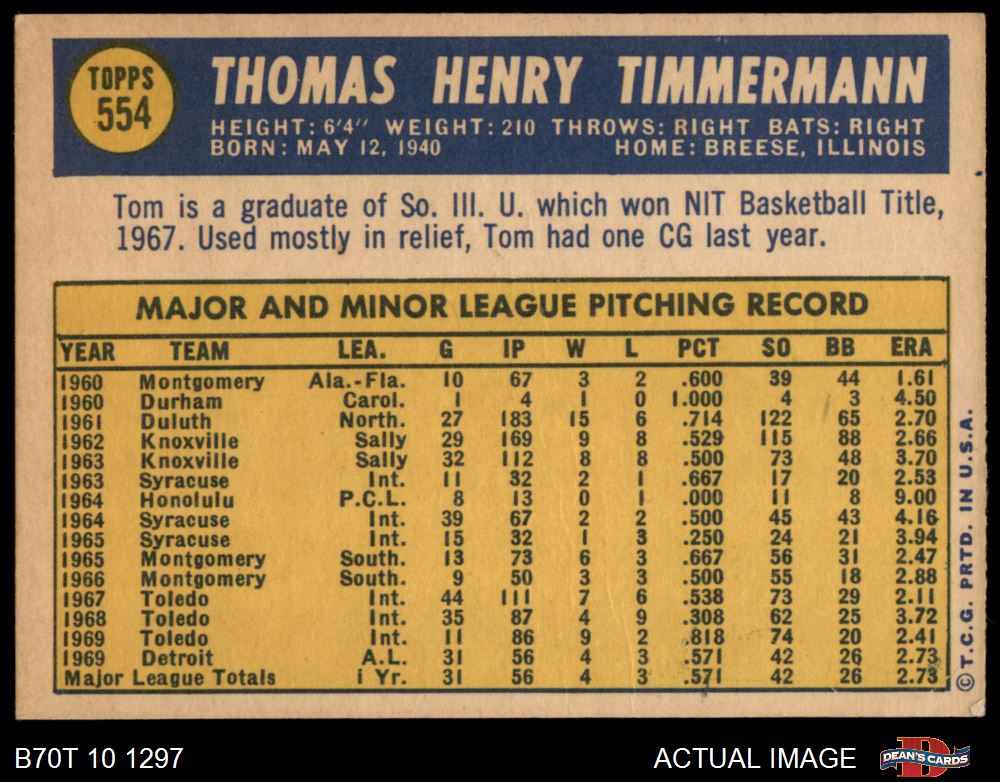 TOPPS
554
THOMAS HENRY TIMMERMANN
HEIGHT: 6'4" WEIGHT: 210 THROWS: RIGHT BATS: RIGHT
BORN: MAY 12, 1940 HOME: BREESE, ILLINOIS
Tom is a graduate of So. Ill. U. which won NIT Basketball Title,
1967. Used mostly in relief, Tom had one CG last year.
MAJOR AND MINOR LEAGUE PITCHING RECORD
YEAR TEAM LEA. G IP W L PCT SO BB ERA
1960 Montgomery Ala.-Fla. 10 67 3 2 .600 39 44 1.61
1960 Durham Carol. 1 4 1 0 1.000 4 3 4.50
1961 Duluth North. 27 183 15 6 .714 122 65 2.70
1962 Knoxville Sally 29 169 9 8 .529 115 88 2.66
1963 Knoxville Sally 32 112 8 8 .500 73 48 3.70
1963 Syracuse Int. 11 32 2 1 .667 17 20 2.53
1964 Honolulu P.C.L. 8 13 0 1 .000 11 8 9.00
1964 Syracuse Int. 39 67 2 2 .500 45 43 4.16
1965 Syracuse Int. 15 32 1 3 .250 24 21 3.94
1965 Montgomery South. 13 73 6 3 .667 56 31 2.47
1966 Montgomery South. 9 50 3 3 .500 55 18 2.88
1967 Toledo Int. 44 111 7 6 .538 73 29 2.11
1968 Toledo Int. 35 87 4 9 .308 62 25 3.72
1969 Toledo Int. 11 86 9 2 .818 74 20 2.41
1969 Detroit A.L. 31 56 4 3 .571 42 26 2.73
Major League Totals 1 Yr. 31 56 4 3 .571 42 26 2.73
© T.C.G. PRTD. IN U.S.A.
B70T 10 1297
ACTUAL IMAGE
D
DEAN'S CARDS